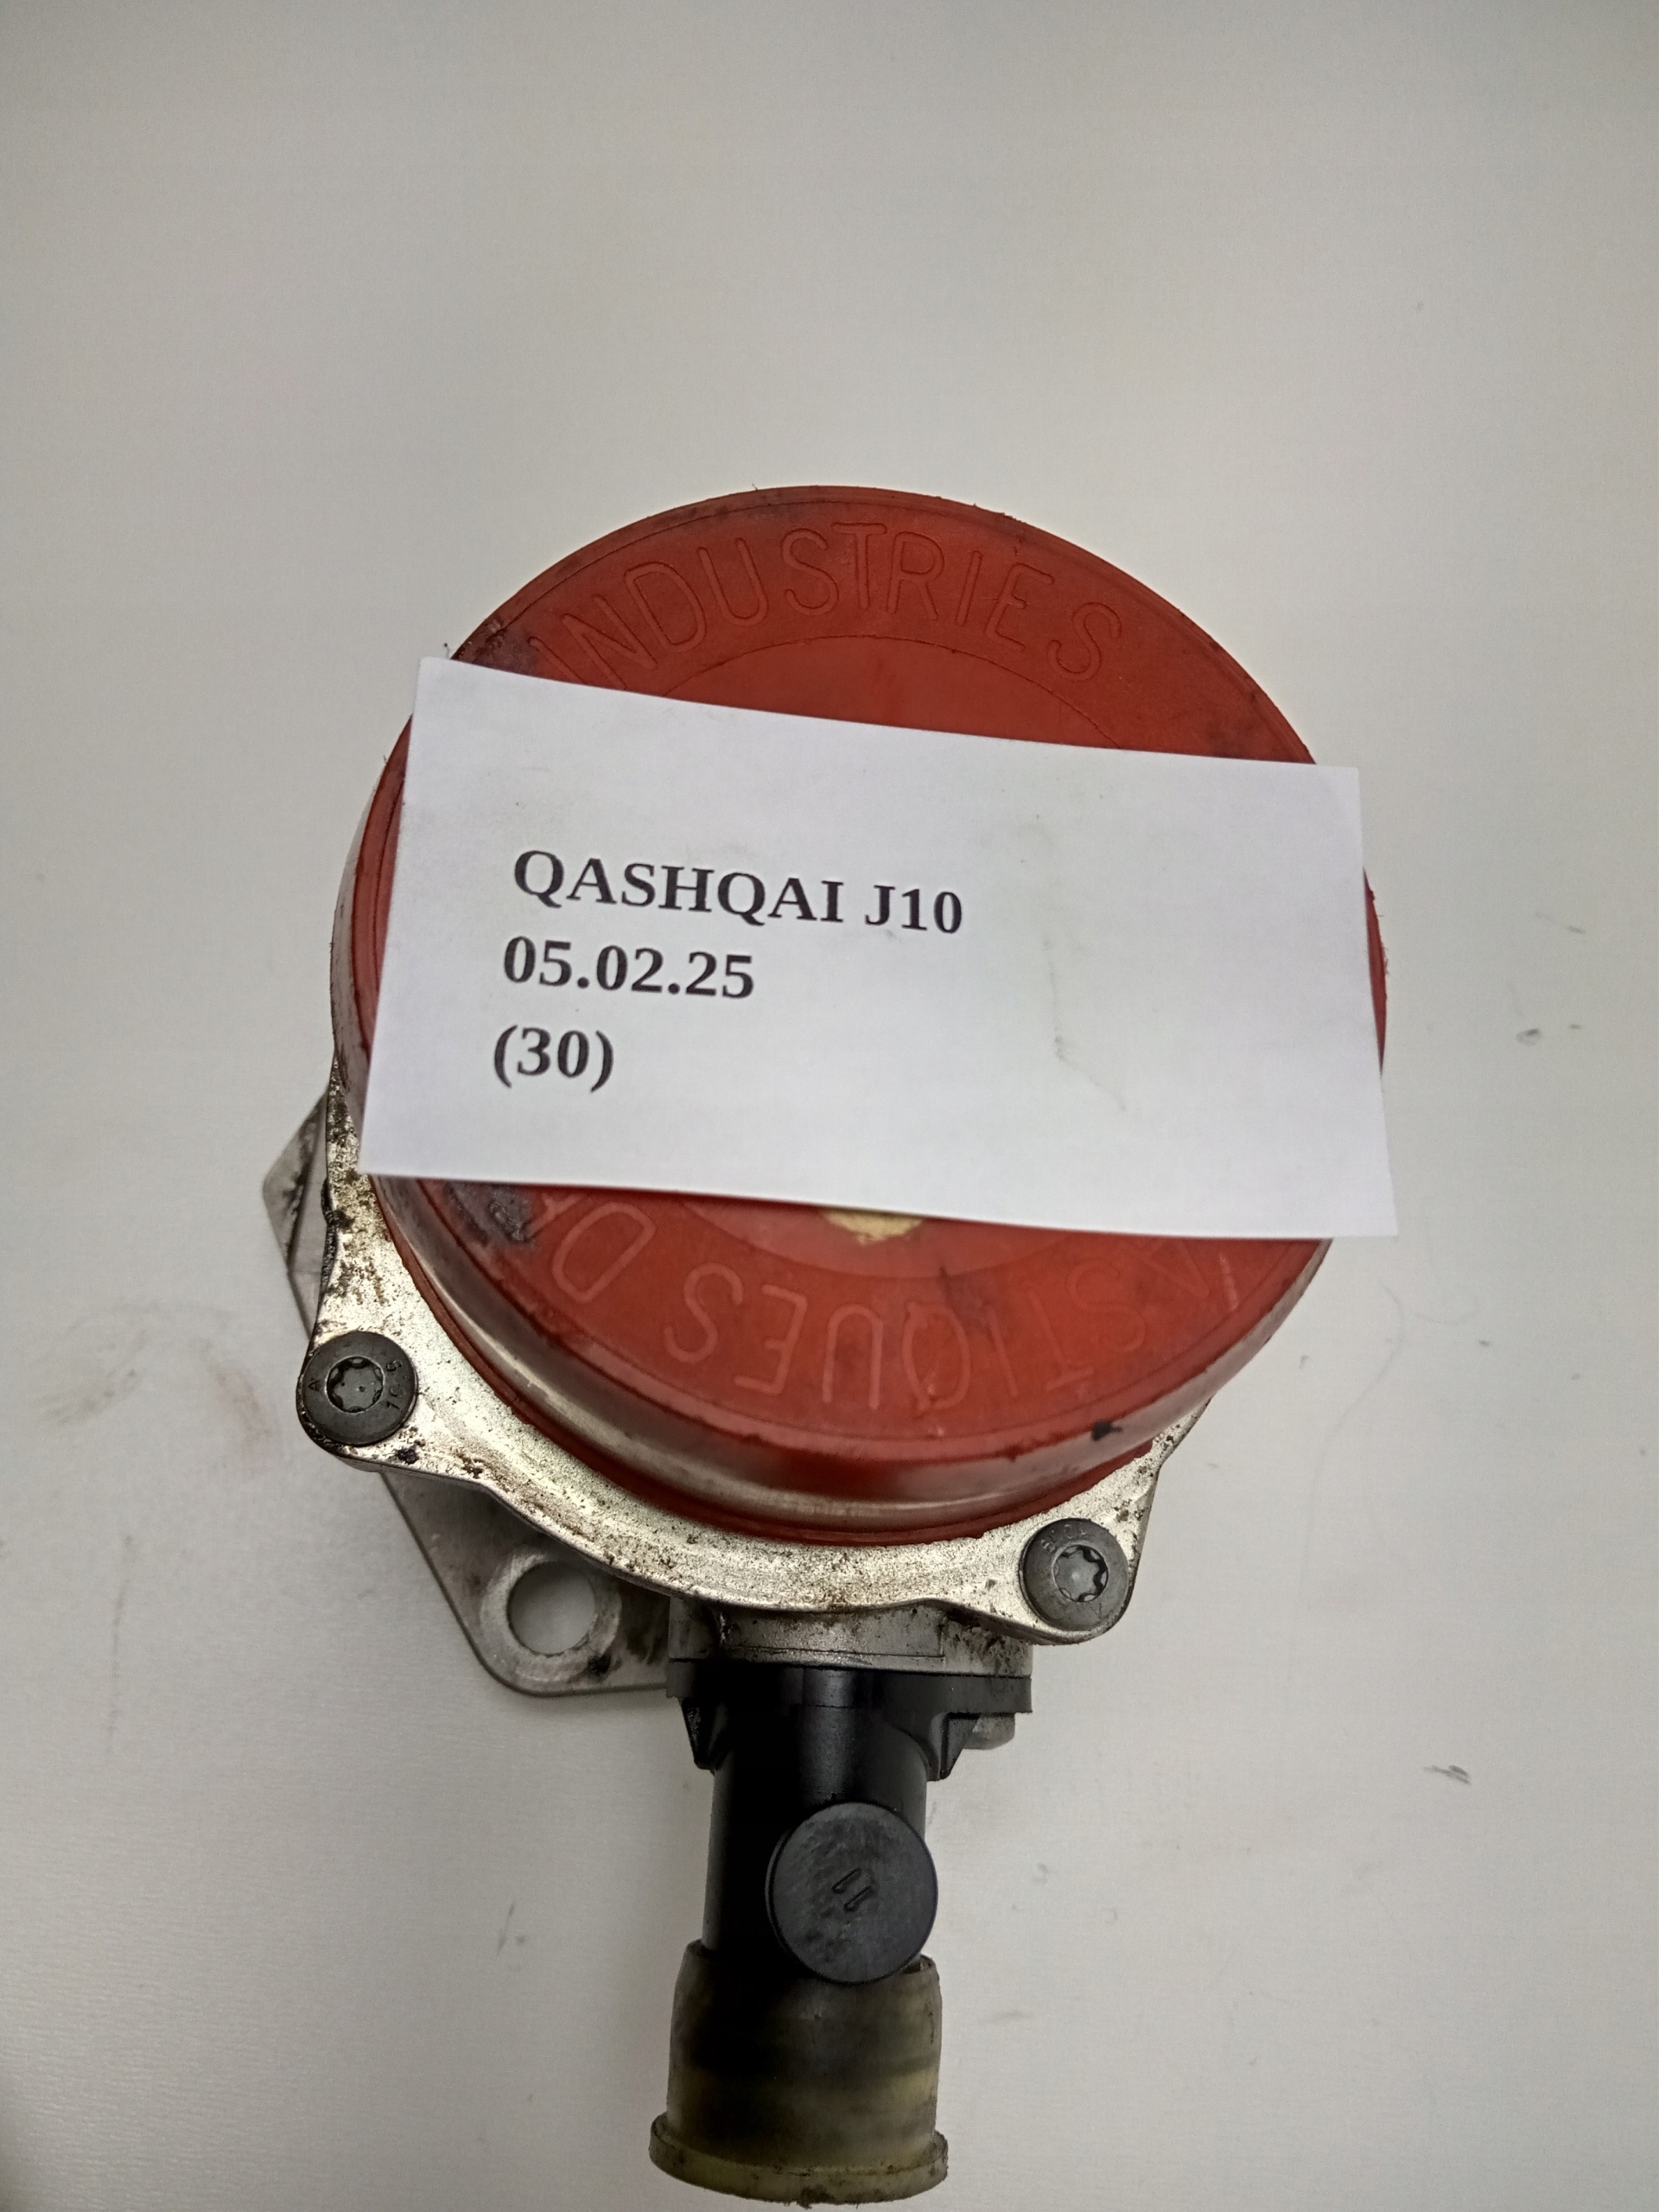 INDUSTRIES
QASHQAI J10
05.02.25
(30)
11